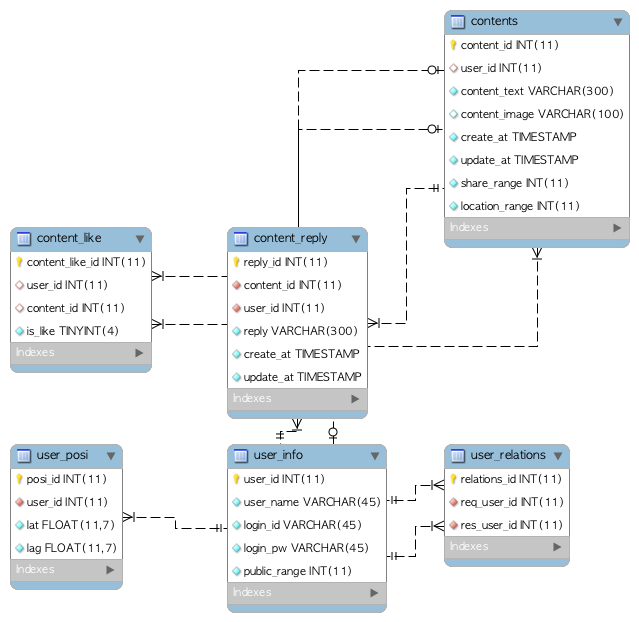 contents
content_id INT(11)
user_id INT(11)
content_text VARCHAR(300)
content_image VARCHAR(100)
create_at TIMESTAMP
update_at TIMESTAMP
share_range INT(11)
location_range INT(11)
Indexes
content_like
content_like_id INT(11)
user_id INT(11)
content_id INT(11)
is_like TINYINT(4)
Indexes
content_reply
reply_id INT(11)
content_id INT(11)
user_id INT(11)
reply VARCHAR(300)
create_at TIMESTAMP
update_at TIMESTAMP
Indexes
user_posi
posi_id INT(11)
user_id INT(11)
lat FLOAT(11,7)
lag FLOAT(11,7)
Indexes
user_info
user_id INT(11)
user_name VARCHAR(45)
login_id VARCHAR(45)
login_pw VARCHAR(45)
public_range INT(11)
Indexes
user_relations
relations_id INT(11)
req_user_id INT(11)
res_user_id INT(11)
Indexes